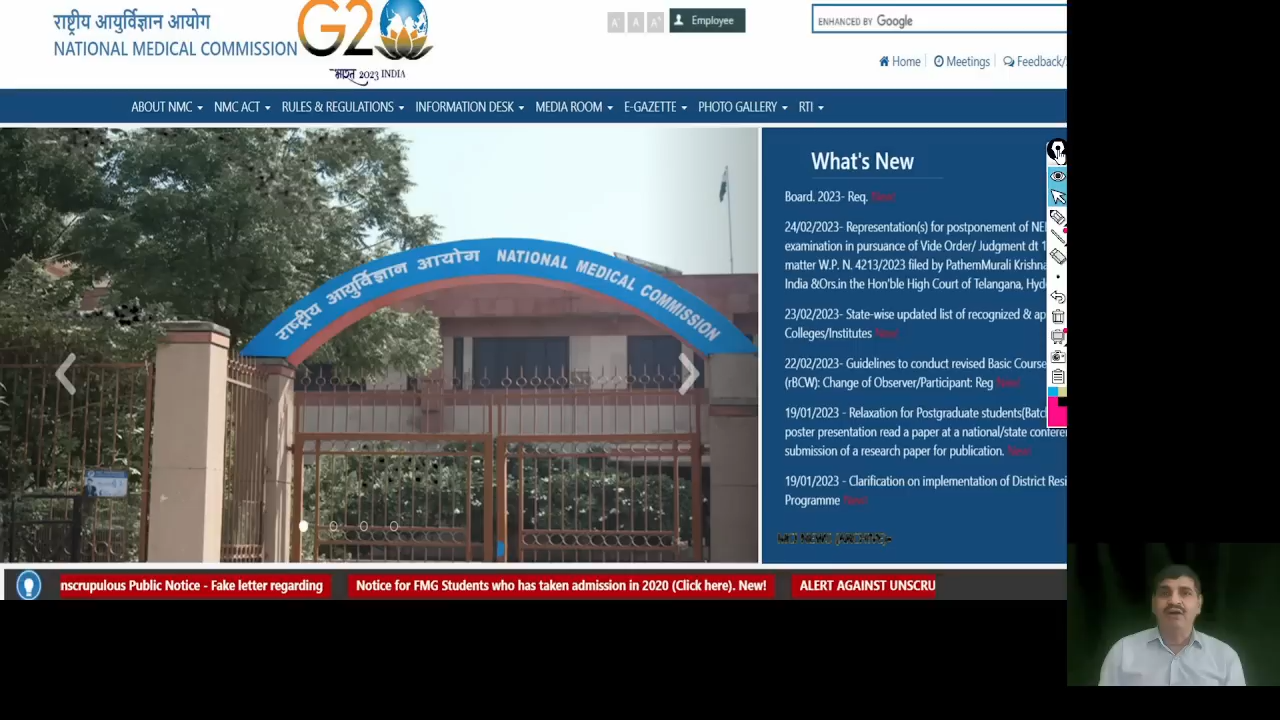 राष्ट्रीय आयुर्विज्ञान आयोग
NATIONAL MEDICAL COMMISSION
G20
भारत 2023 INDIA
A- A A+ Employee
ENHANCED BY Google
Home Meetings Feedback/
ABOUT NMC NMC ACT RULES & REGULATIONS INFORMATION DESK MEDIA ROOM E-GAZETTE PHOTO GALLERY RTI
राष्ट्रीय आयुर्विज्ञान आयोग NATIONAL MEDICAL COMMISSION
What's New
Board. 2023- Req. New!
24/02/2023- Representation(s) for postponement of
examination in pursuance of Vide Order/ Judgment dt
matter W.P. N. 4213/2023 filed by PathemMurali Krishna
India &Ors.in the Hon'ble High Court of Telangana,
23/02/2023- State-wise updated list of recognized &
Colleges/Institutes New!
22/02/2023- Guidelines to conduct revised Basic Course
(rBCW): Change of Observer/Participant: Reg New!
19/01/2023 - Relaxation for Postgraduate students(Batc
poster presentation read a paper at a national/state confere
submission of a research paper for publication. New!
19/01/2023 - Clarification on implementation of District Resi
Programme New!
nscrupulous Public Notice - Fake letter regarding Notice for FMG Students who has taken admission in 2020 (Click here). New! ALERT AGAINST UNSCRU